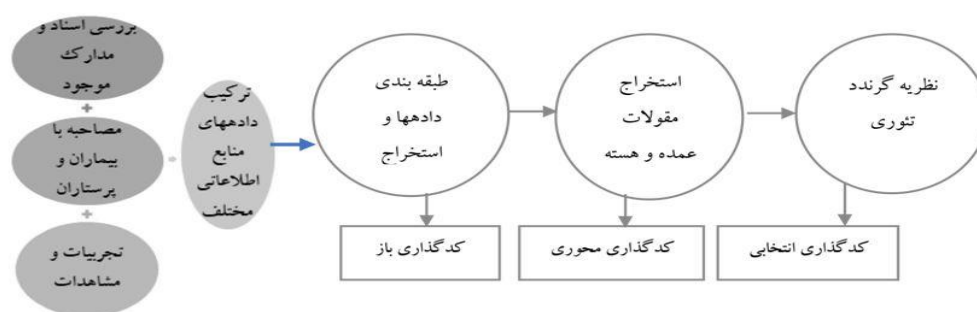 بررسی اسناد و
مدارک
موجود
+
مصاحبه با
بیماران و
پرستاران
+
تجربیات و
مشاهدات
ترکیب
دادههای
منابع
اطلاعاتی
مختلف
طبقه بندی
دادهها و
استخراج
استخراج
مقولات
عمده و هسته
نظریه گرندد
تئوری
کدگذاری باز
کدگذاری محوری
کدگذاری انتخابی